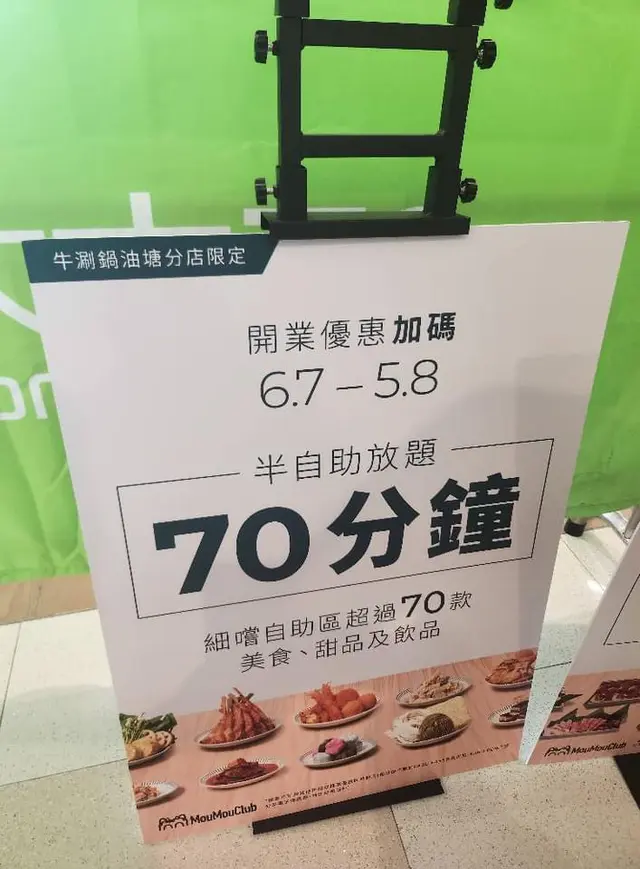 牛涮鍋油塘分店限定
開業優惠加碼
6.7 – 5.8
半自助放題
70分鐘
細嚐自助區超過70款
美食、甜品及飲品
MouMouClub
MouMouClub